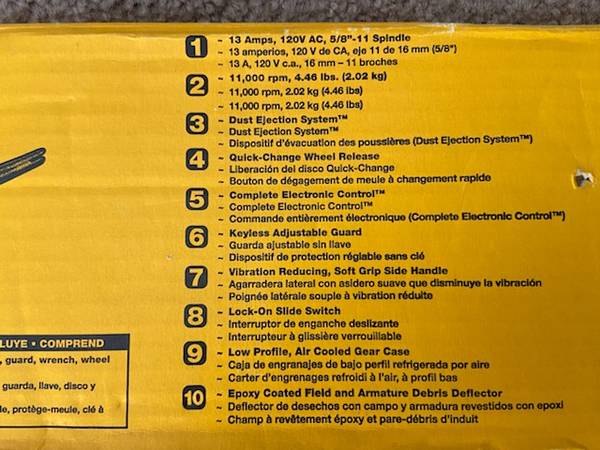 1 ~ 13 Amps, 120V AC, 5/8"-11 Spindle
~ 13 amperios, 120 V de CA, eje 11 de 16 mm (5/8")
~ 13 A, 120 V c.a., 16 mm – 11 broches
2 ~ 11,000 rpm, 4.46 lbs. (2.02 kg)
~ 11,000 rpm, 2.02 kg (4.46 lbs)
~ 11,000 rpm, 2.02 kg (4.46 lbs)
3 ~ Dust Ejection System™
~ Dust Ejection System™
~ Dispositif d'évacuation des poussières (Dust Ejection System™)
4 ~ Quick-Change Wheel Release
~ Liberación del disco Quick-Change
~ Bouton de dégagement de meule à changement rapide
5 ~ Complete Electronic Control™
~ Complete Electronic Control™
~ Commande entièrement électronique (Complete Electronic Control™)
6 ~ Keyless Adjustable Guard
~ Guarda ajustable sin llave
~ Dispositif de protection réglable sans clé
7 ~ Vibration Reducing, Soft Grip Side Handle
~ Agarradera lateral con asidero suave que disminuye la vibración
~ Poignée latérale souple à vibration réduite
8 ~ Lock-On Slide Switch
~ Interruptor de enganche deslizante
~ Interrupteur à glissière verrouillable
9 ~ Low Profile, Air Cooled Gear Case
~ Caja de engranajes de bajo perfil refrigerada por aire
~ Carter d'engrenages refroidi à l'air, à profil bas
10 ~ Epoxy Coated Field and Armature Debris Deflector
~ Deflector de desechos con campo y armadura revestidos con epoxi
~ Champ à revêtement époxy et pare-débris d'induit
LUYE • COMPREND
, guard, wrench, wheel
guarda, llave, disco y
le, protège-meule, clé à